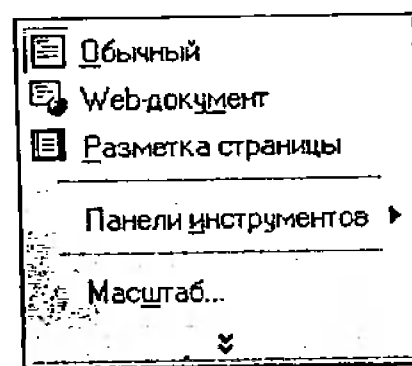 Обычный
Web-документ
Разметка страницы
Панели инструментов
Масштаб...